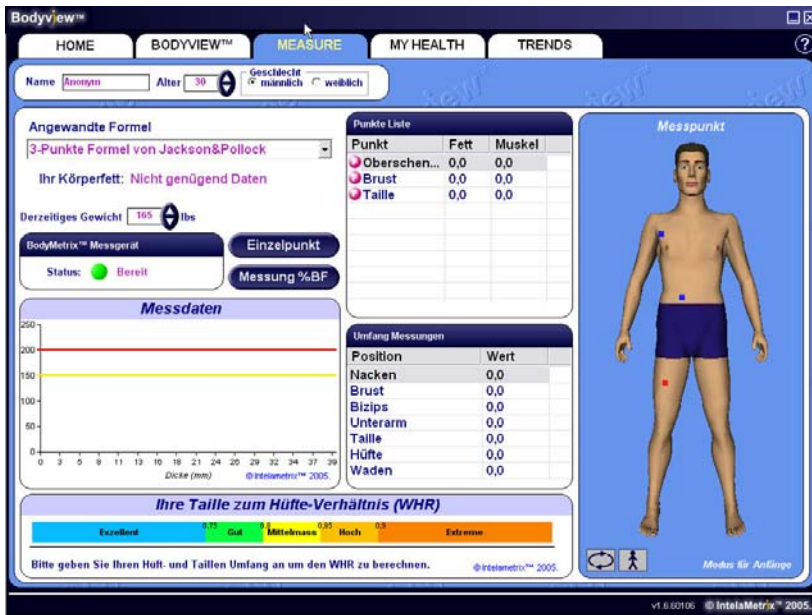 Bodyview™
HOME BODYVIEW™ MEASURE MY HEALTH TRENDS ?
Name Anonym Alter 30 Geschlecht männlich weiblich
Angewandte Formel
3-Punkte Formel von Jackson&Pollock
Ihr Körperfett: Nicht genügend Daten
Derzeitiges Gewicht 165 lbs
BodyMetrix™ Messgerät
Status: Bereit
Einzelpunkt
Messung %BF
Punkte Liste
Punkt Fett Muskel
Oberschen... 0,0 0,0
Brust 0,0 0,0
Taille 0,0 0,0
Messdaten
250
200
150
100
50
0
0 3 5 8 11 13 16 18 21 24 26 29 32 34 37 39
Dicke (mm) © Intelametrix™ 2005.
Umfang Messungen
Position Wert
Nacken 0,0
Brust 0,0
Bizips 0,0
Unterarm 0,0
Taille 0,0
Hüfte 0,0
Waden 0,0
Messpunkt
Modus für Anfänge
Ihre Taille zum Hüfte-Verhältnis (WHR)
0,75 0,8 0,85 0,9
Exzellent Gut Mittelmass Hoch Extreme
Bitte geben Sie Ihren Hüft- und Taillen Umfang an um den WHR zu berechnen. © Intelametrix™ 2005.
v1.6.60106 © IntelaMetrix™ 2005